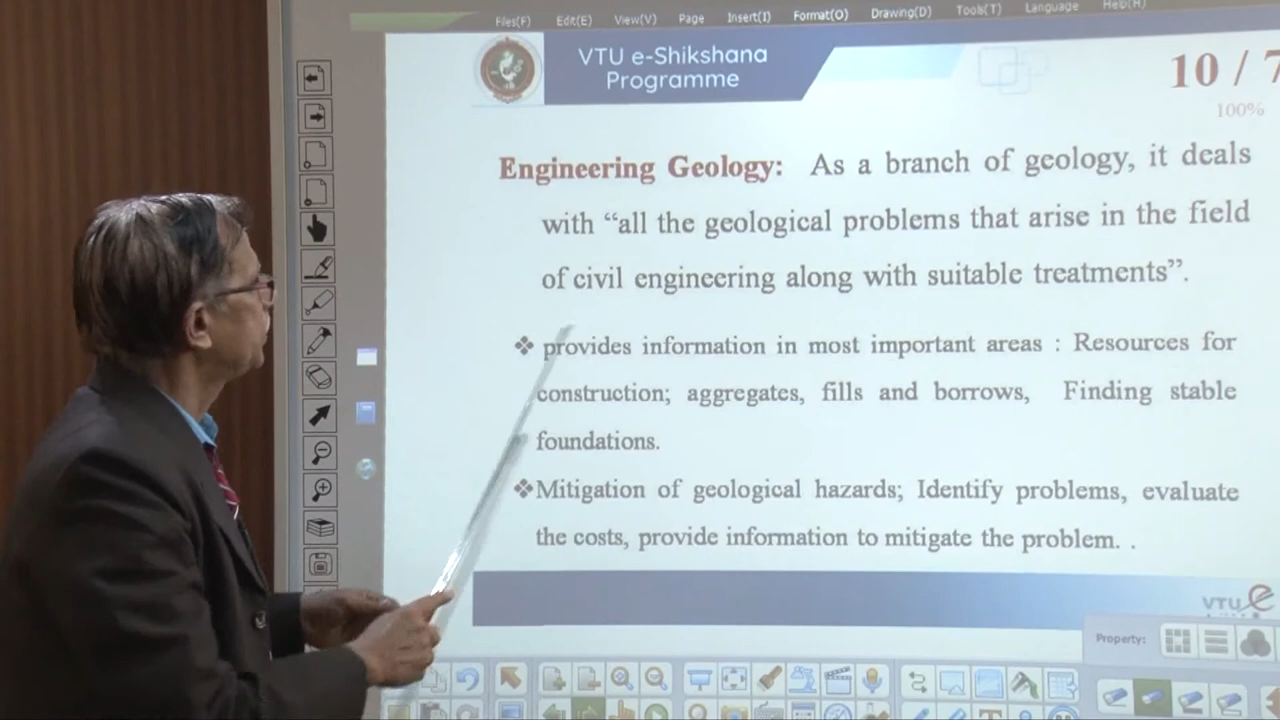 Files(F) Edit(E) View(V) Page Insert(I) Format(O) Drawing(D) Tools(T) Language Help(H)
VTU e-Shikshana
Programme
10 / 7
100%
Engineering Geology: As a branch of geology, it deals
with “all the geological problems that arise in the field
of civil engineering along with suitable treatments”.
❖ provides information in most important areas : Resources for
construction; aggregates, fills and borrows, Finding stable
foundations.
❖Mitigation of geological hazards; Identify problems, evaluate
the costs, provide information to mitigate the problem. .
VTU e
Property: